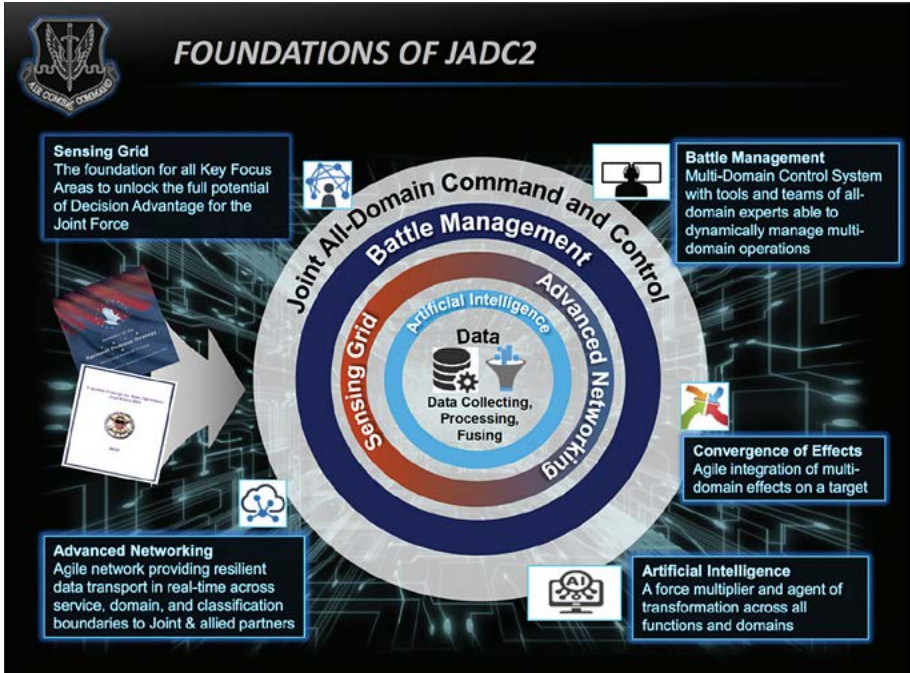 FOUNDATIONS OF JADC2
AIR COMBAT COMMAND
Sensing Grid
The foundation for all Key Focus
Areas to unlock the full potential
of Decision Advantage for the
Joint Force
Battle Management
Multi-Domain Control System
with tools and teams of all-
domain experts able to
dynamically manage multi-
domain operations
Joint All-Domain Command and Control
Battle Management
Sensing Grid
Advanced Networking
Artificial Intelligence
Data
Data Collecting,
Processing,
Fusing
National Defense Strategy
Convergence of Effects
Agile integration of multi-
domain effects on a target
Advanced Networking
Agile network providing resilient
data transport in real-time across
service, domain, and classification
boundaries to Joint & allied partners
AI
Artificial Intelligence
A force multiplier and agent of
transformation across all
functions and domains